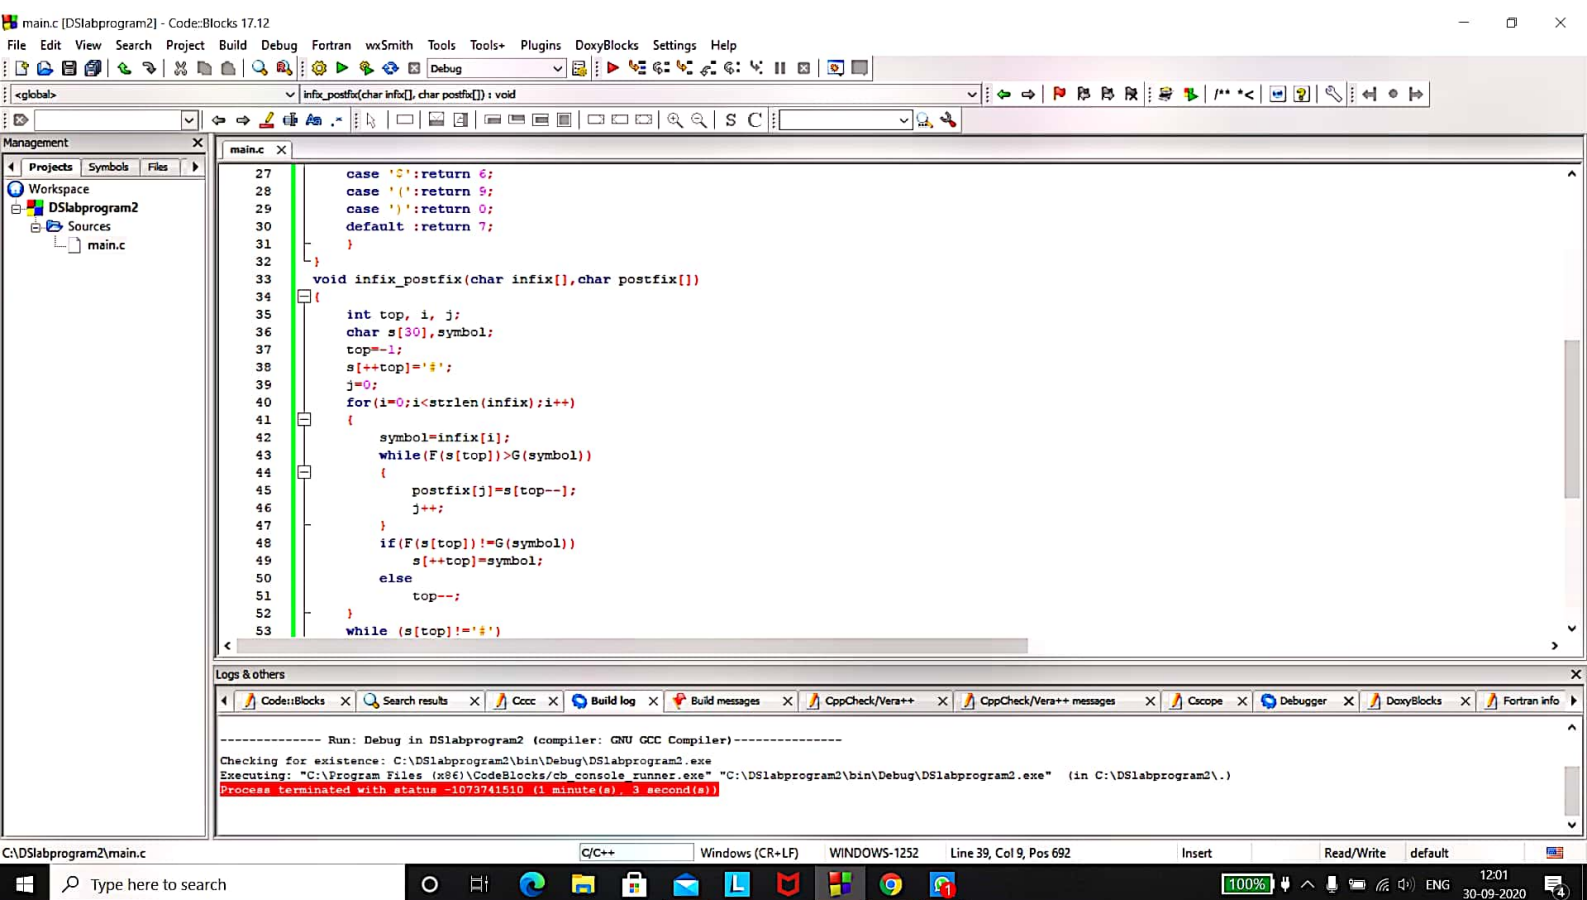 main.c [DSlabprogram2] - Code::Blocks 17.12
File Edit View Search Project Build Debug Fortran wxSmith Tools Tools+ Plugins DoxyBlocks Settings Help
Debug
<global> infix_postfix(char infix[], char postfix[]) : void
/** *<
S C
Management
main.c
Projects Symbols Files
Workspace
DSlabprogram2
Sources
main.c
27 case '$':return 6;
28 case '(':return 9;
29 case ')':return 0;
30 default :return 7;
31 }
32 }
33 void infix_postfix(char infix[],char postfix[])
34 {
35 int top, i, j;
36 char s[30],symbol;
37 top=-1;
38 s[++top]='#';
39 j=0;
40 for(i=0;i<strlen(infix);i++)
41 {
42 symbol=infix[i];
43 while(F(s[top])>G(symbol))
44 {
45 postfix[j]=s[top--];
46 j++;
47 }
48 if(F(s[top])!=G(symbol))
49 s[++top]=symbol;
50 else
51 top--;
52 }
53 while (s[top]!='#')
Logs & others
Code::Blocks Search results Cccc Build log Build messages CppCheck/Vera++ CppCheck/Vera++ messages Cscope Debugger DoxyBlocks Fortran info
-------------- Run: Debug in DSlabprogram2 (compiler: GNU GCC Compiler)---------------
Checking for existence: C:\DSlabprogram2\bin\Debug\DSlabprogram2.exe
Executing: "C:\Program Files (x86)\CodeBlocks/cb_console_runner.exe" "C:\DSlabprogram2\bin\Debug\DSlabprogram2.exe"  (in C:\DSlabprogram2\.)
Process terminated with status -1073741510 (1 minute(s), 3 second(s))
C:\DSlabprogram2\main.c C/C++ Windows (CR+LF) WINDOWS-1252 Line 39, Col 9, Pos 692 Insert Read/Write default
Type here to search
L
1
100%
ENG
12:01
30-09-2020
4